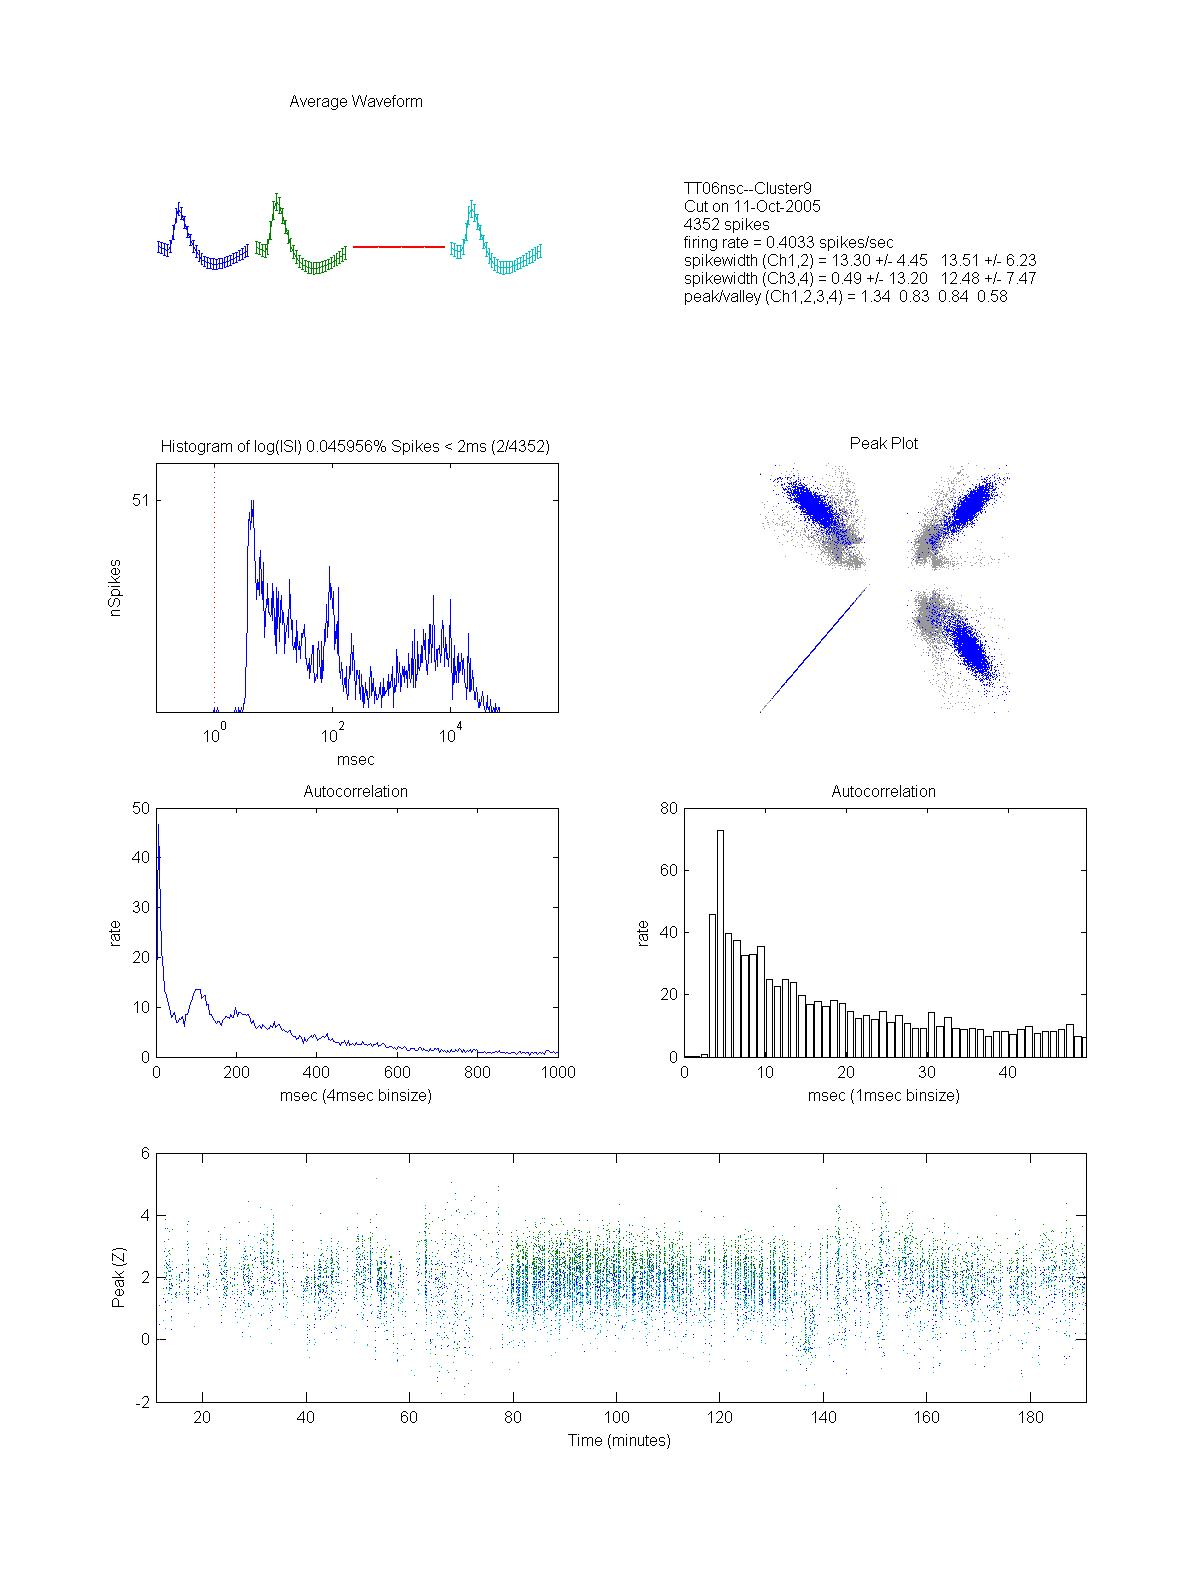 Average Waveform
TT06nsc--Cluster9
Cut on 11-Oct-2005
4352 spikes
firing rate = 0.4033 spikes/sec
spikewidth (Ch1,2) = 13.30 +/- 4.45 13.51 +/- 6.23
spikewidth (Ch3,4) = 0.49 +/- 13.20 12.48 +/- 7.47
peak/valley (Ch1,2,3,4) = 1.34 0.83 0.84 0.58
Histogram of log(ISI) 0.045956% Spikes < 2ms (2/4352)
51
nSpikes
10^0 10^2 10^4
msec
Peak Plot
Autocorrelation
50
40
30
20
10
0
rate
0 200 400 600 800 1000
msec (4msec binsize)
Autocorrelation
80
60
40
20
0
rate
0 10 20 30 40
msec (1msec binsize)
6
4
2
0
-2
Peak (Z)
20 40 60 80 100 120 140 160 180
Time (minutes)